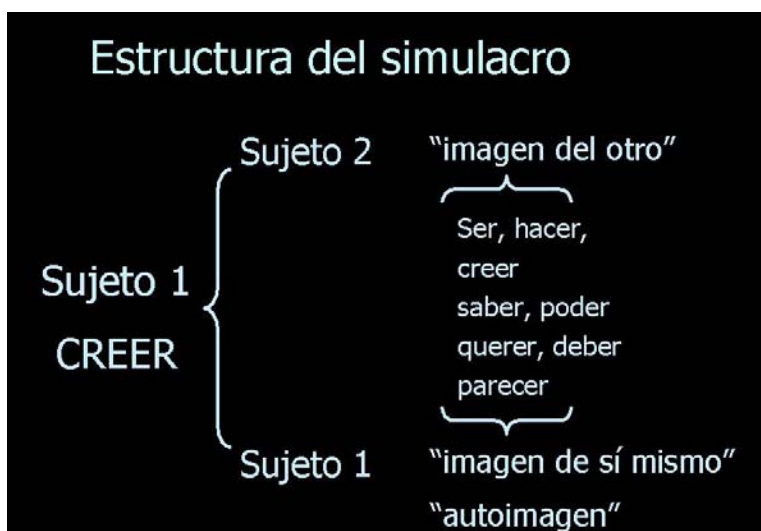 Estructura del simulacro
Sujeto 2 “imagen del otro”
Ser, hacer,
creer
Sujeto 1
saber, poder
CREER
querer, deber
parecer
Sujeto 1 “imagen de sí mismo”
“autoimagen”